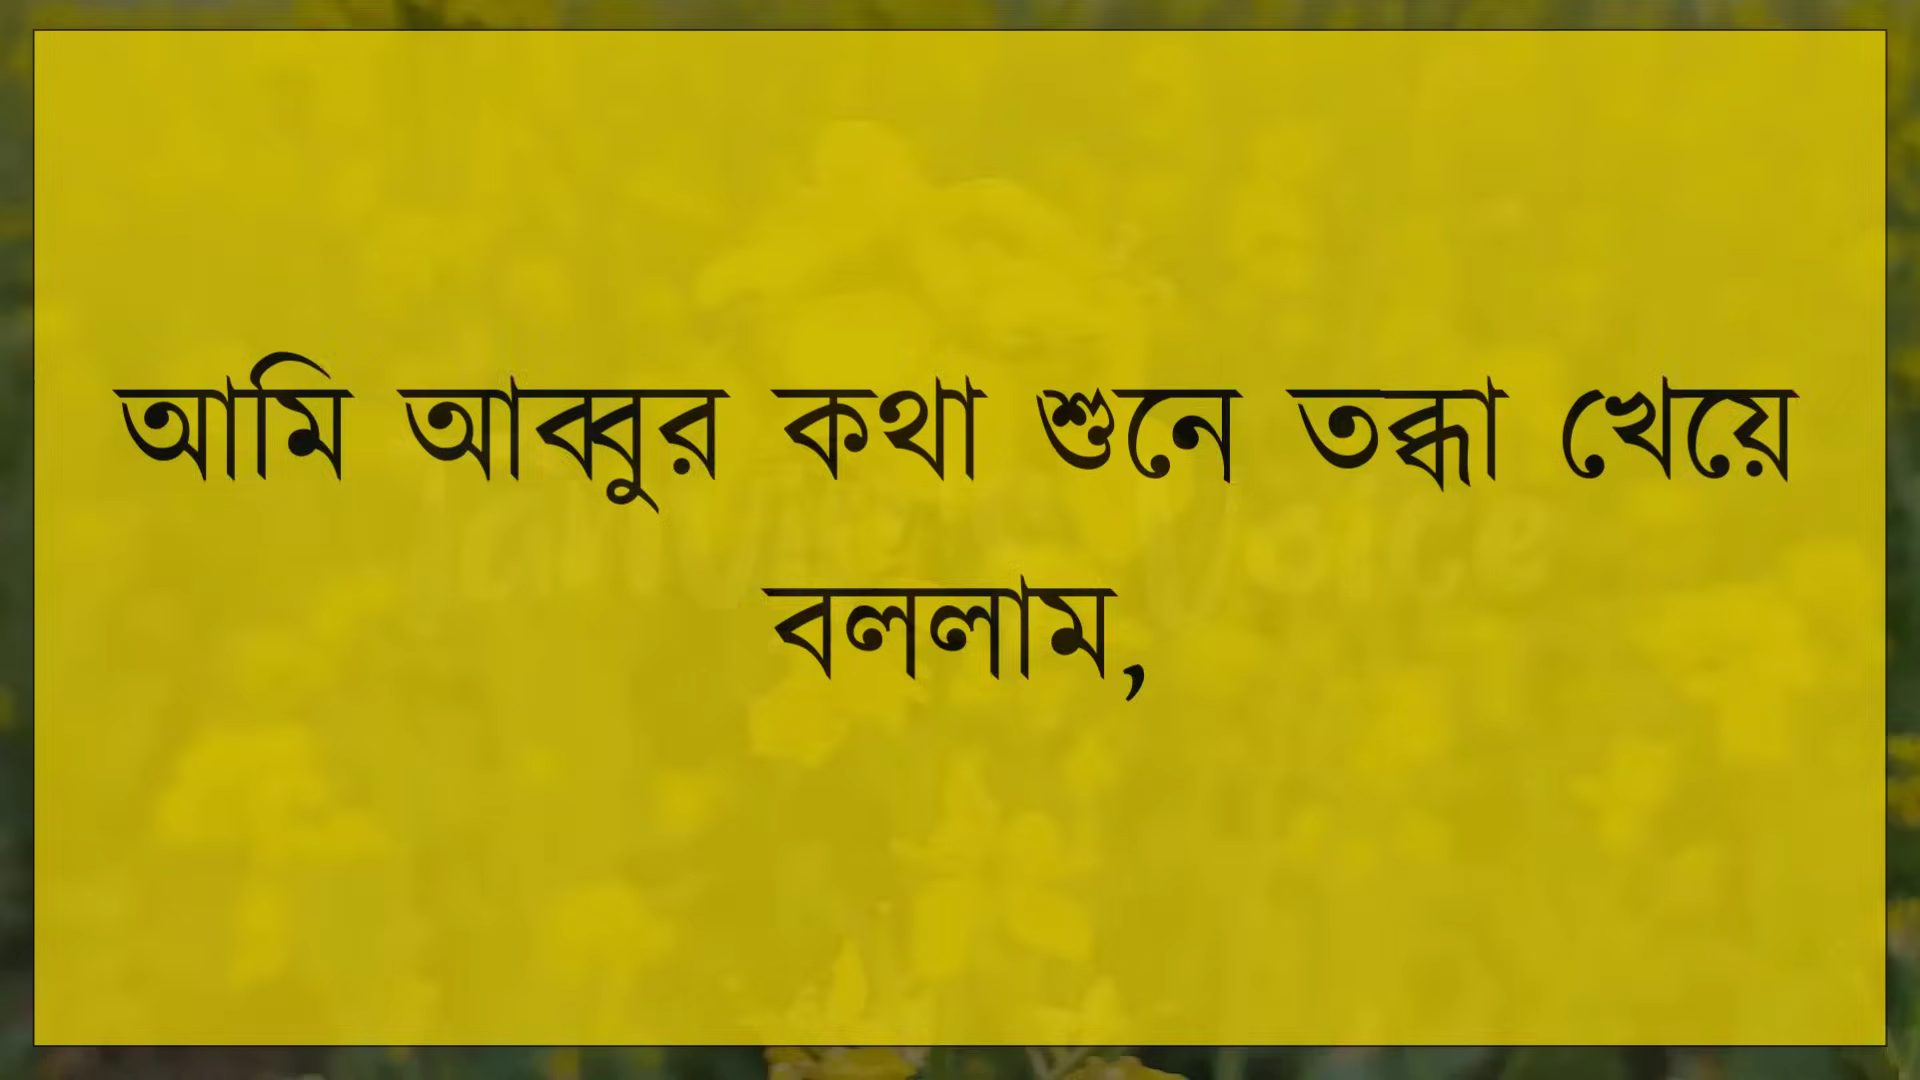 আমি আব্বুর কথা শুনে তব্ধা খেয়ে
বললাম,